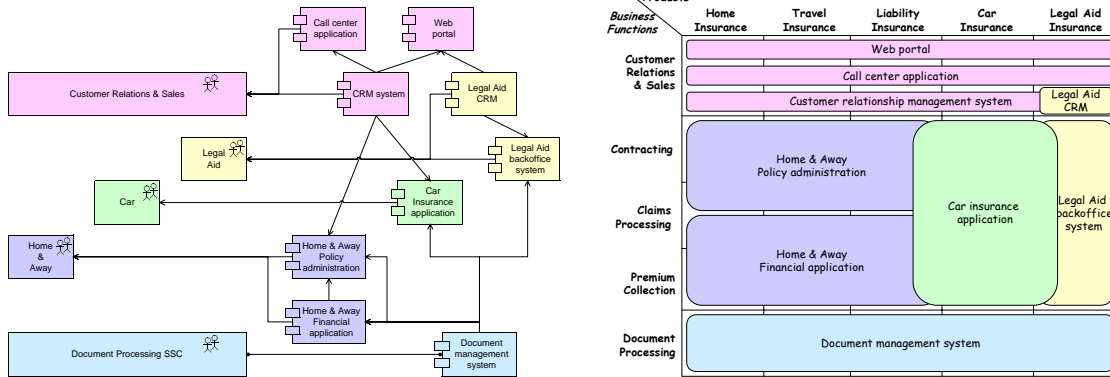 Call center
application
Web
portal
Customer Relations & Sales
CRM system
Legal Aid
CRM
Legal
Aid
Legal Aid
backoffice
system
Car
Car
Insurance
application
Home
&
Away
Home & Away
Policy
administration
Home & Away
Financial
application
Document Processing SSC
Document
management
system
Products
Business
Functions
Home
Insurance
Travel
Insurance
Liability
Insurance
Car
Insurance
Legal Aid
Insurance
Customer
Relations
& Sales
Web portal
Call center application
Customer relationship management system
Legal Aid
CRM
Contracting
Home & Away
Policy administration
Claims
Processing
Car insurance
application
Legal Aid
backoffice
system
Home & Away
Financial application
Premium
Collection
Document
Processing
Document management system